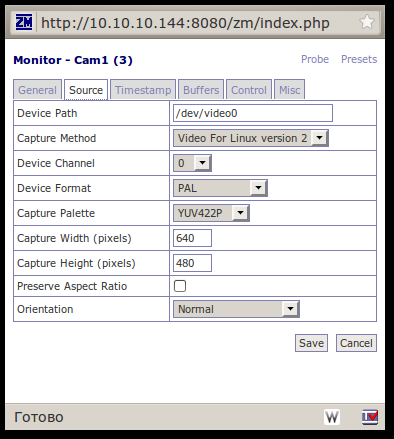 ZM http://10.10.10.144:8080/zm/index.php
Monitor - Cam1 (3) Probe Presets
General Source Timestamp Buffers Control Misc
Device Path /dev/video0
Capture Method Video For Linux version 2
Device Channel 0
Device Format PAL
Capture Palette YUV422P
Capture Width (pixels) 640
Capture Height (pixels) 480
Preserve Aspect Ratio
Orientation Normal
Save Cancel
Готово W